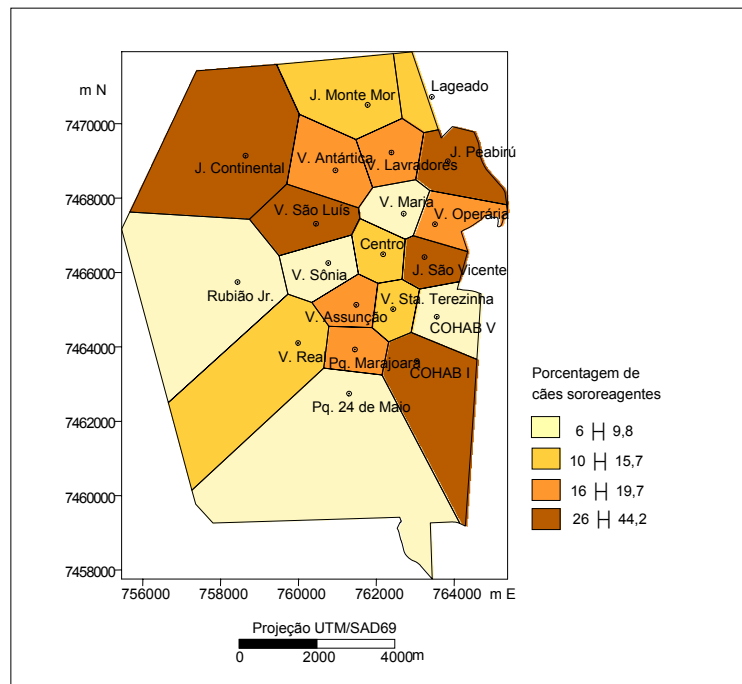 m N
Lageado
J. Monte Mor
7470000
J. Peabirú
V. Antártica
V. Lavradores
J. Continental
7468000
V. Maria
V. São Luís
V. Operária
Centro
7466000
V. Sônia
J. São Vicente
Rubião Jr.
V. Sta. Terezinha
V. Assunção
COHAB V
7464000
V. Real
Pq. Marajoara
COHAB I
Porcentagem de
cães sororeagentes
7462000
Pq. 24 de Maio
6 9,8
10 15,7
7460000
16 19,7
26 44,2
7458000
756000 758000 760000 762000 764000 m E
Projeção UTM/SAD69
0 2000 4000m